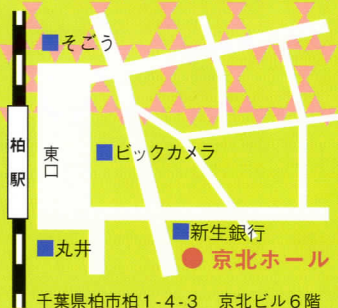 そごう
柏駅
東口
ビックカメラ
新生銀行
丸井
京北ホール
千葉県柏市柏1-4-3 京北ビル6階